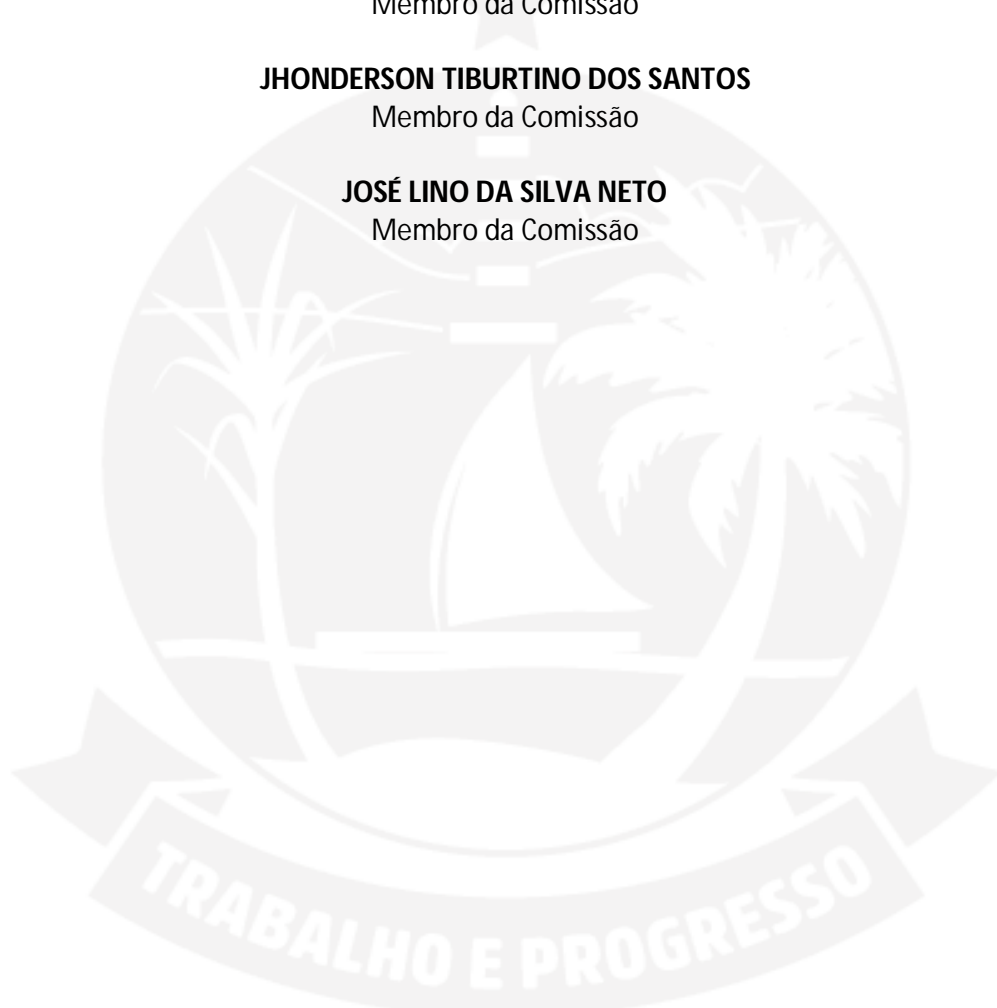 Membro da Comissão
JHONDERSON TIBURTINO DOS SANTOS
Membro da Comissão
JOSÉ LINO DA SILVA NETO
Membro da Comissão
TRABALHO E PROGRESSO